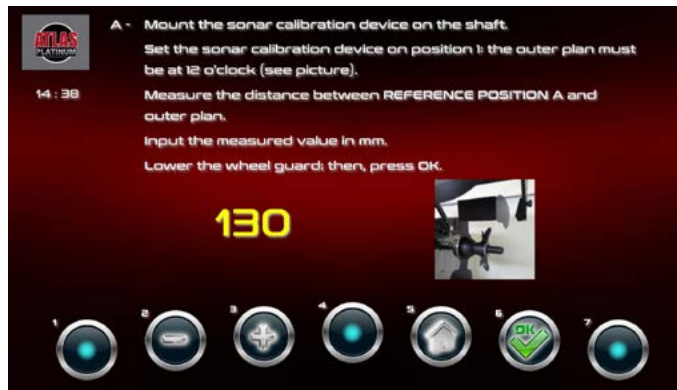 ATLAS
PLATINUM
A - Mount the sonar calibration device on the shaft.
Set the sonar calibration device on position 1: the outer plan must
be at 12 o'clock (see picture).
14 : 38
Measure the distance between REFERENCE POSITION A and
outer plan.
Input the measured value in mm.
Lower the wheel guard; then, press OK.
130
1
2
3
4
5
6
7
OK